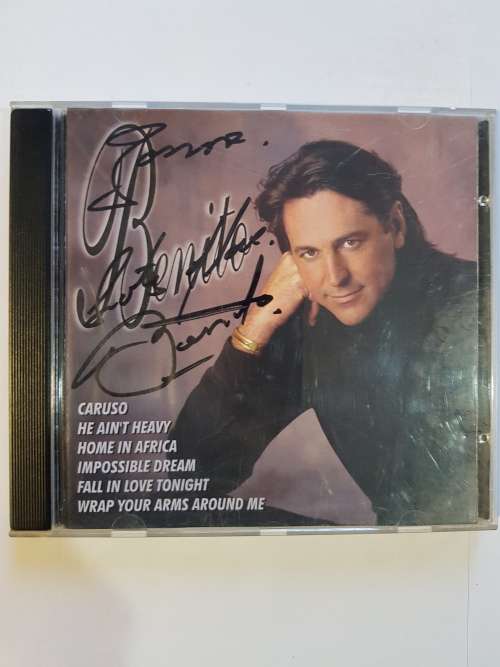 Benito
Benito.
CARUSO
HE AIN'T HEAVY
HOME IN AFRICA
IMPOSSIBLE DREAM
FALL IN LOVE TONIGHT
WRAP YOUR ARMS AROUND ME